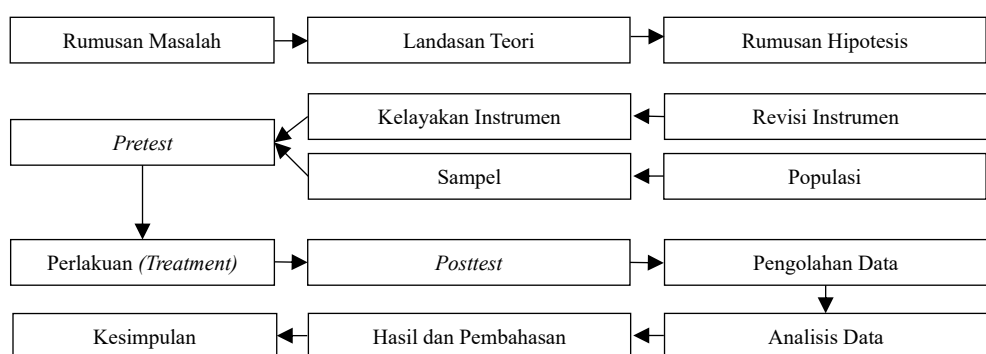 Rumusan Masalah
Landasan Teori
Rumusan Hipotesis
Kelayakan Instrumen
Revisi Instrumen
Pretest
Sampel
Populasi
Perlakuan (Treatment)
Posttest
Pengolahan Data
Kesimpulan
Hasil dan Pembahasan
Analisis Data